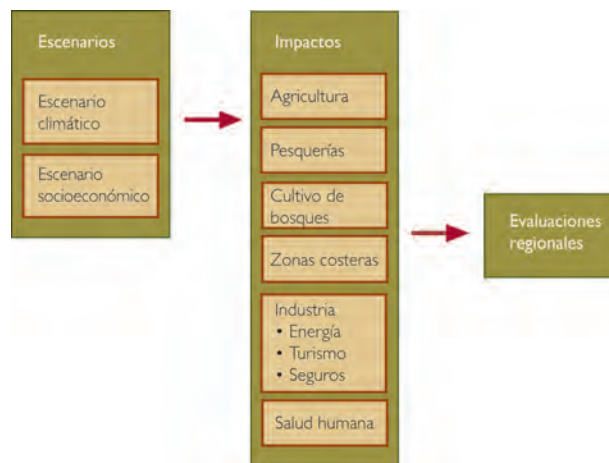 Escenarios
Escenario
climático
Escenario
socioeconómico
Impactos
Agricultura
Pesquerías
Cultivo de
bosques
Zonas costeras
Industria
• Energía
• Turismo
• Seguros
Salud humana
Evaluaciones
regionales